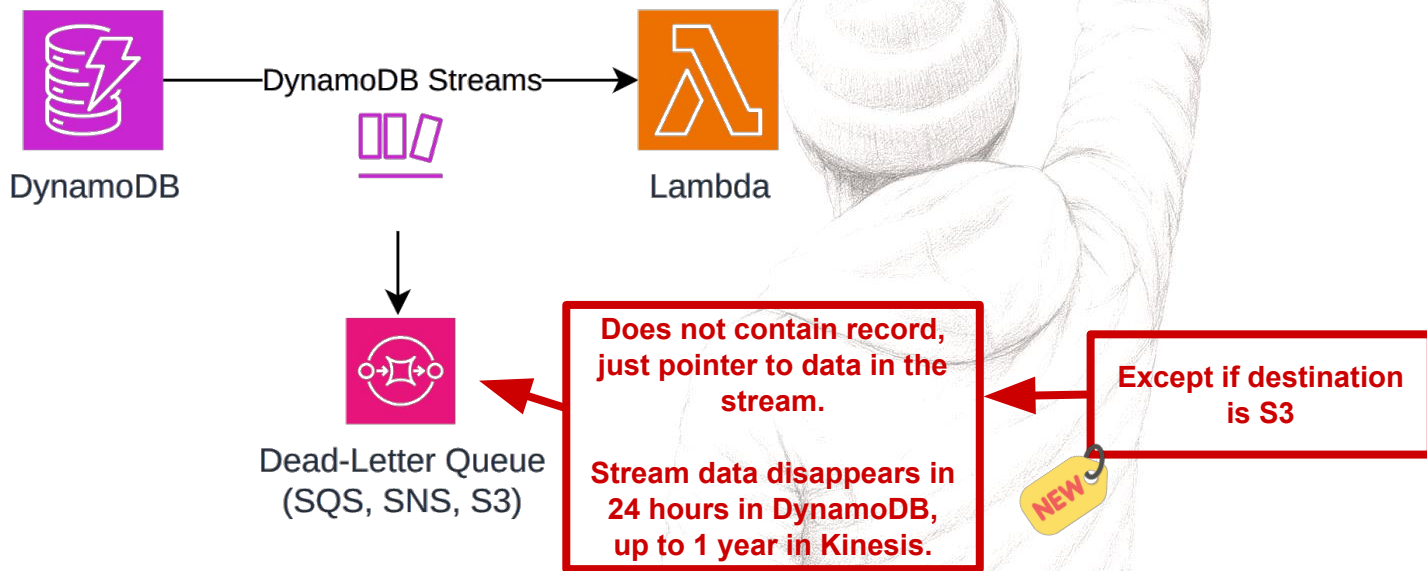 DynamoDB Streams
DynamoDB
Lambda
Dead-Letter Queue
(SQS, SNS, S3)
Does not contain record,
just pointer to data in the
stream.
Stream data disappears in
24 hours in DynamoDB,
up to 1 year in Kinesis.
Except if destination
is S3
NEW